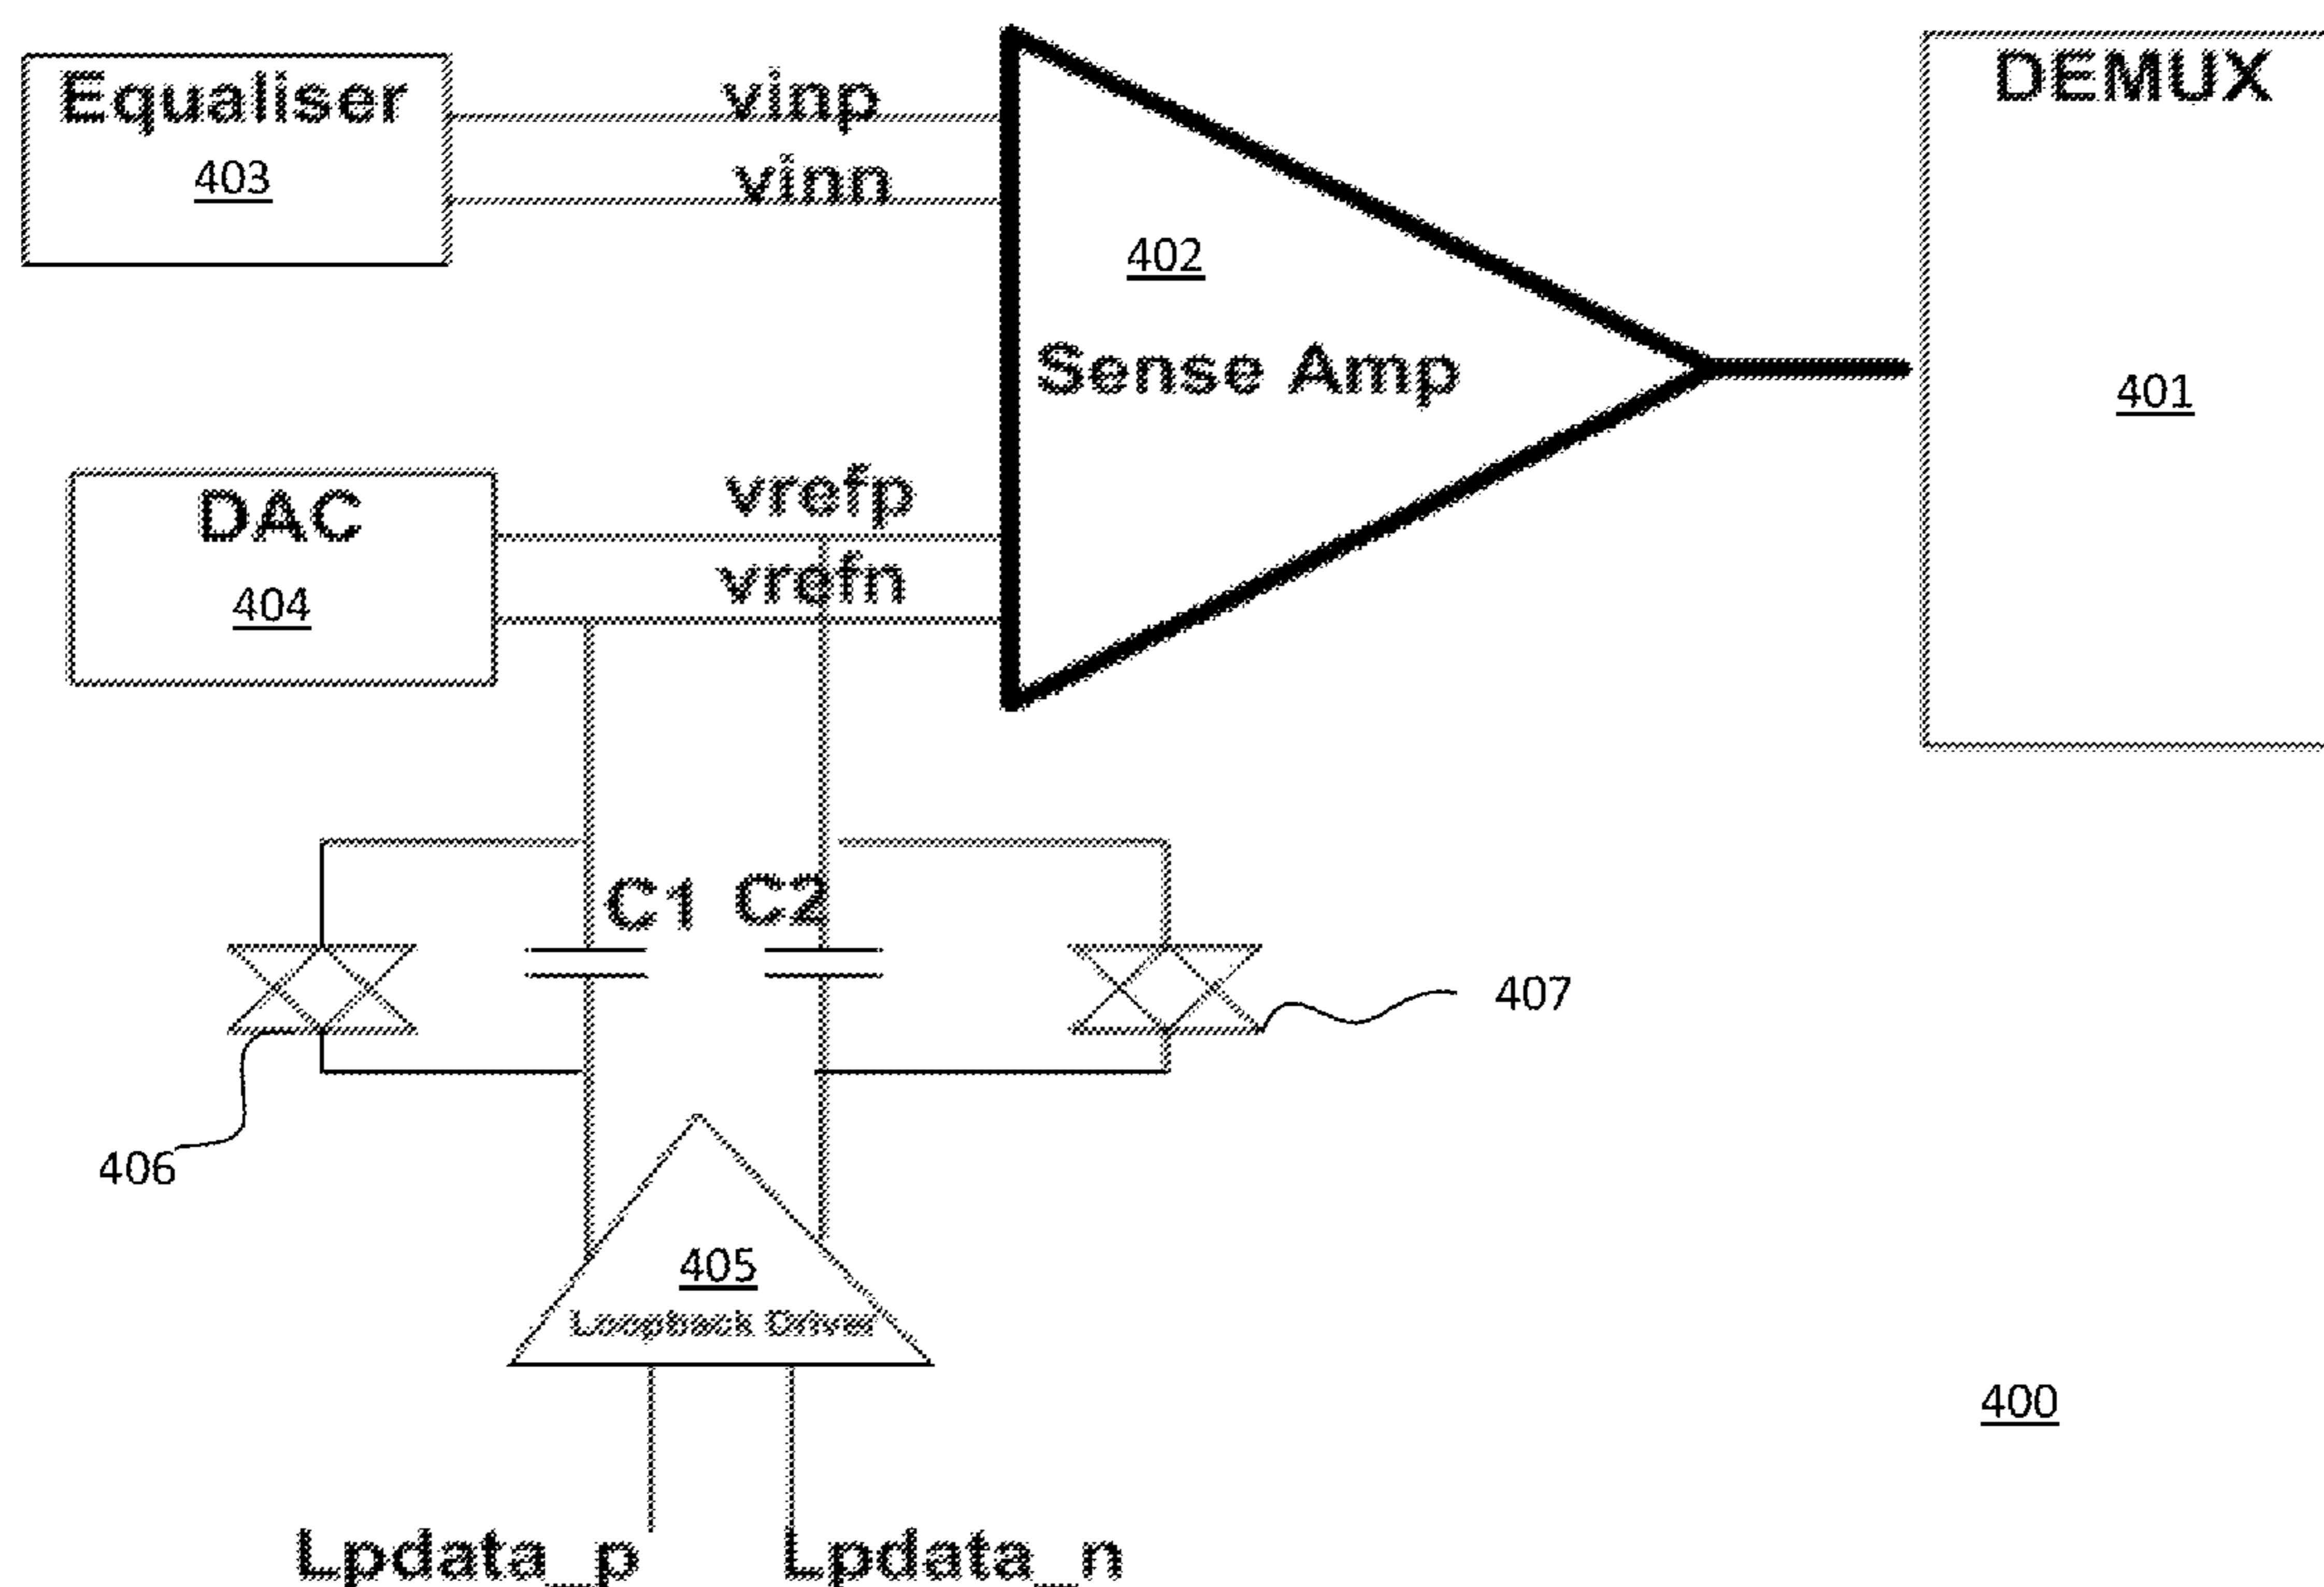 Equaliser
403
vinp
vinn
402
Sense Amp
DEMUX
401
DAC
404
vrefp
vrefn
C1
C2
406
407
405
Loopback Driver
400
Lpdata_p
Lpdata_n